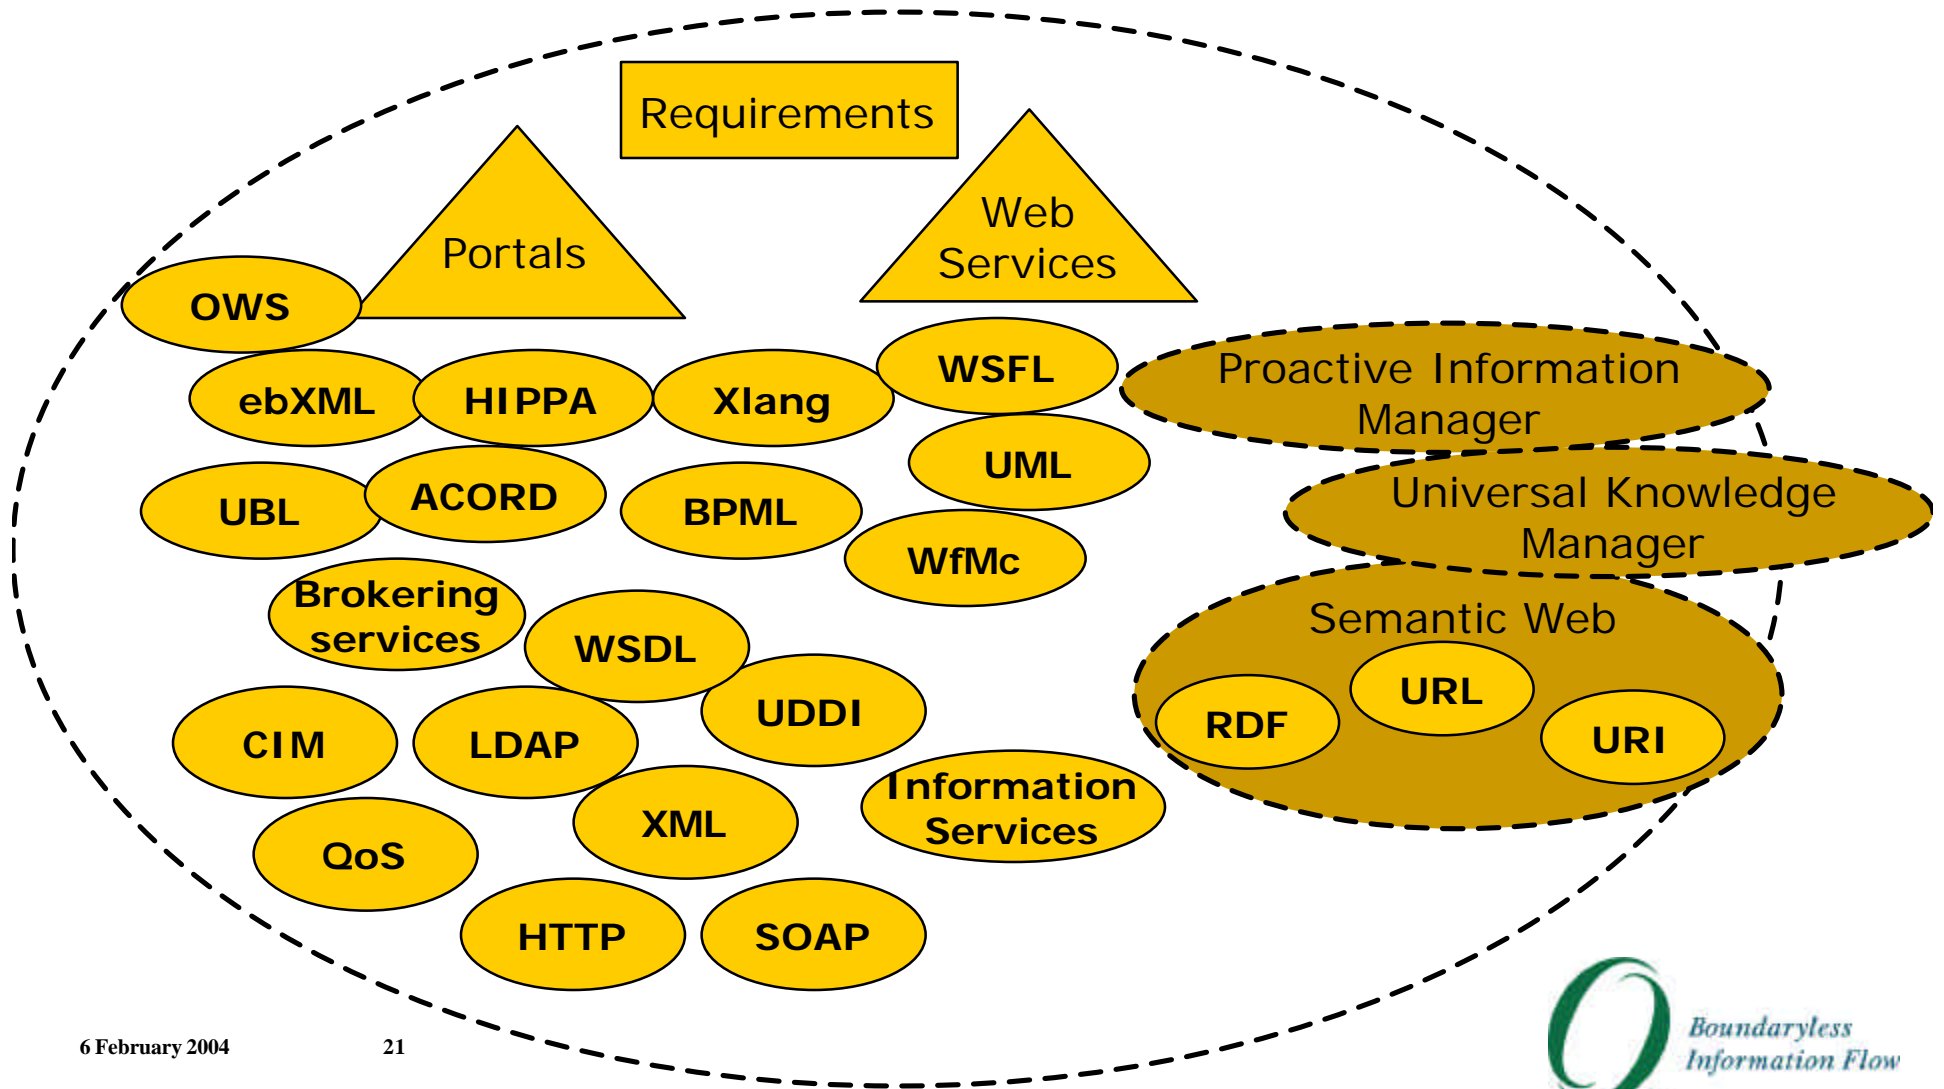 Requirements
Portals
Web
Services
OWS
ebXML
HIPPA
Xlang
WSFL
Proactive Information
Manager
UBL
ACORD
BPML
UML
WfMc
Universal Knowledge
Manager
Brokering
services
WSDL
UDDI
Semantic Web
RDF
URL
URI
CIM
LDAP
XML
Information
Services
QoS
HTTP
SOAP
6 February 2004
21
Boundaryless
Information Flow